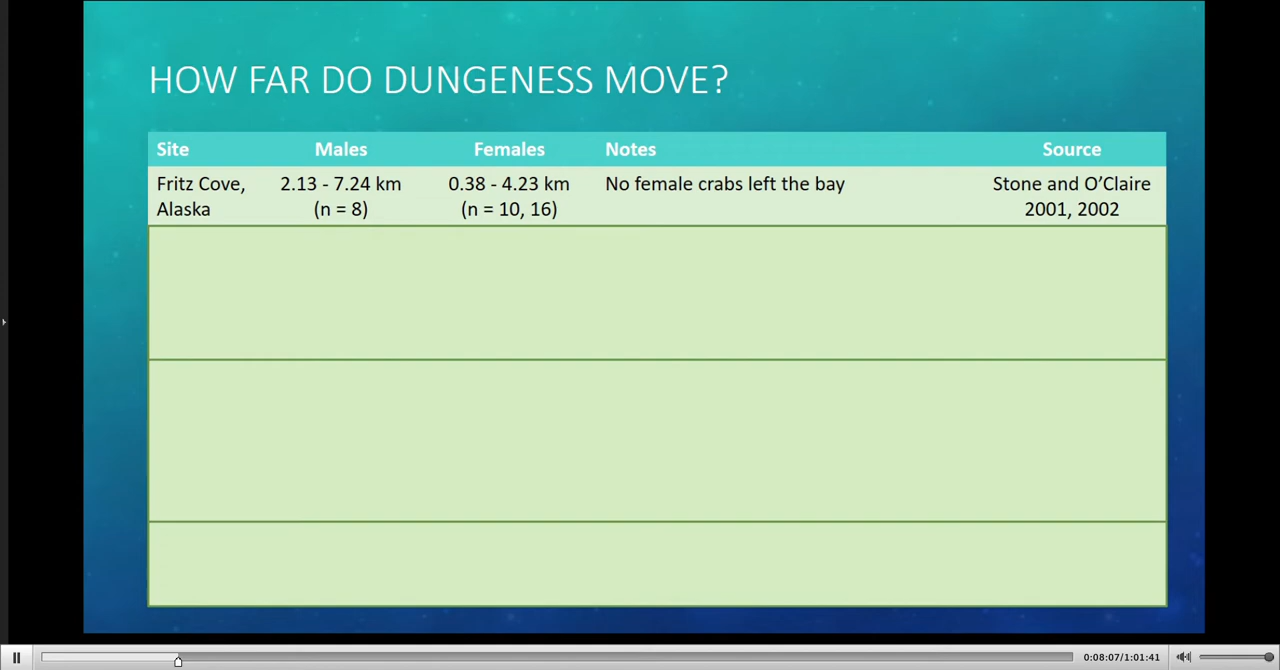 HOW FAR DO DUNGENESS MOVE?
Site Males Females Notes Source
Fritz Cove, 2.13 - 7.24 km 0.38 - 4.23 km No female crabs left the bay Stone and O’Claire
Alaska (n = 8) (n = 10, 16) 2001, 2002
0:08:07/1:01:41